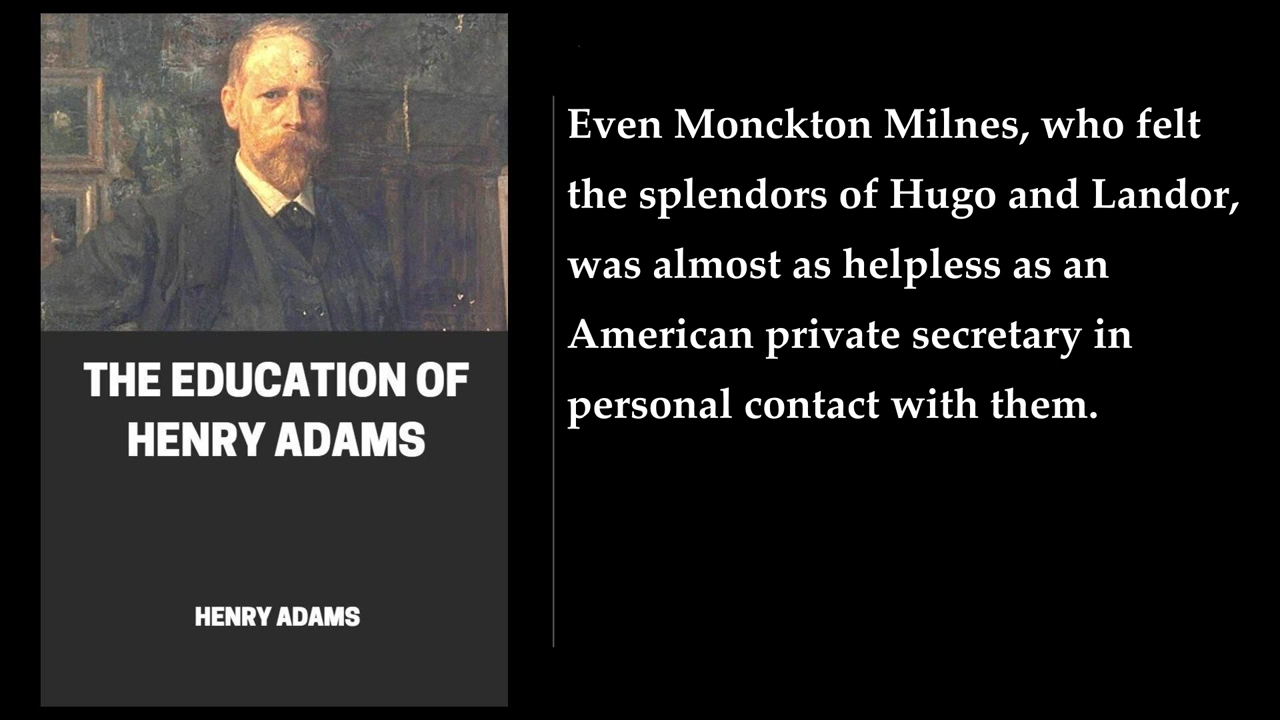 THE EDUCATION OF
HENRY ADAMS
HENRY ADAMS
Even Monckton Milnes, who felt
the splendors of Hugo and Landor,
was almost as helpless as an
American private secretary in
personal contact with them.